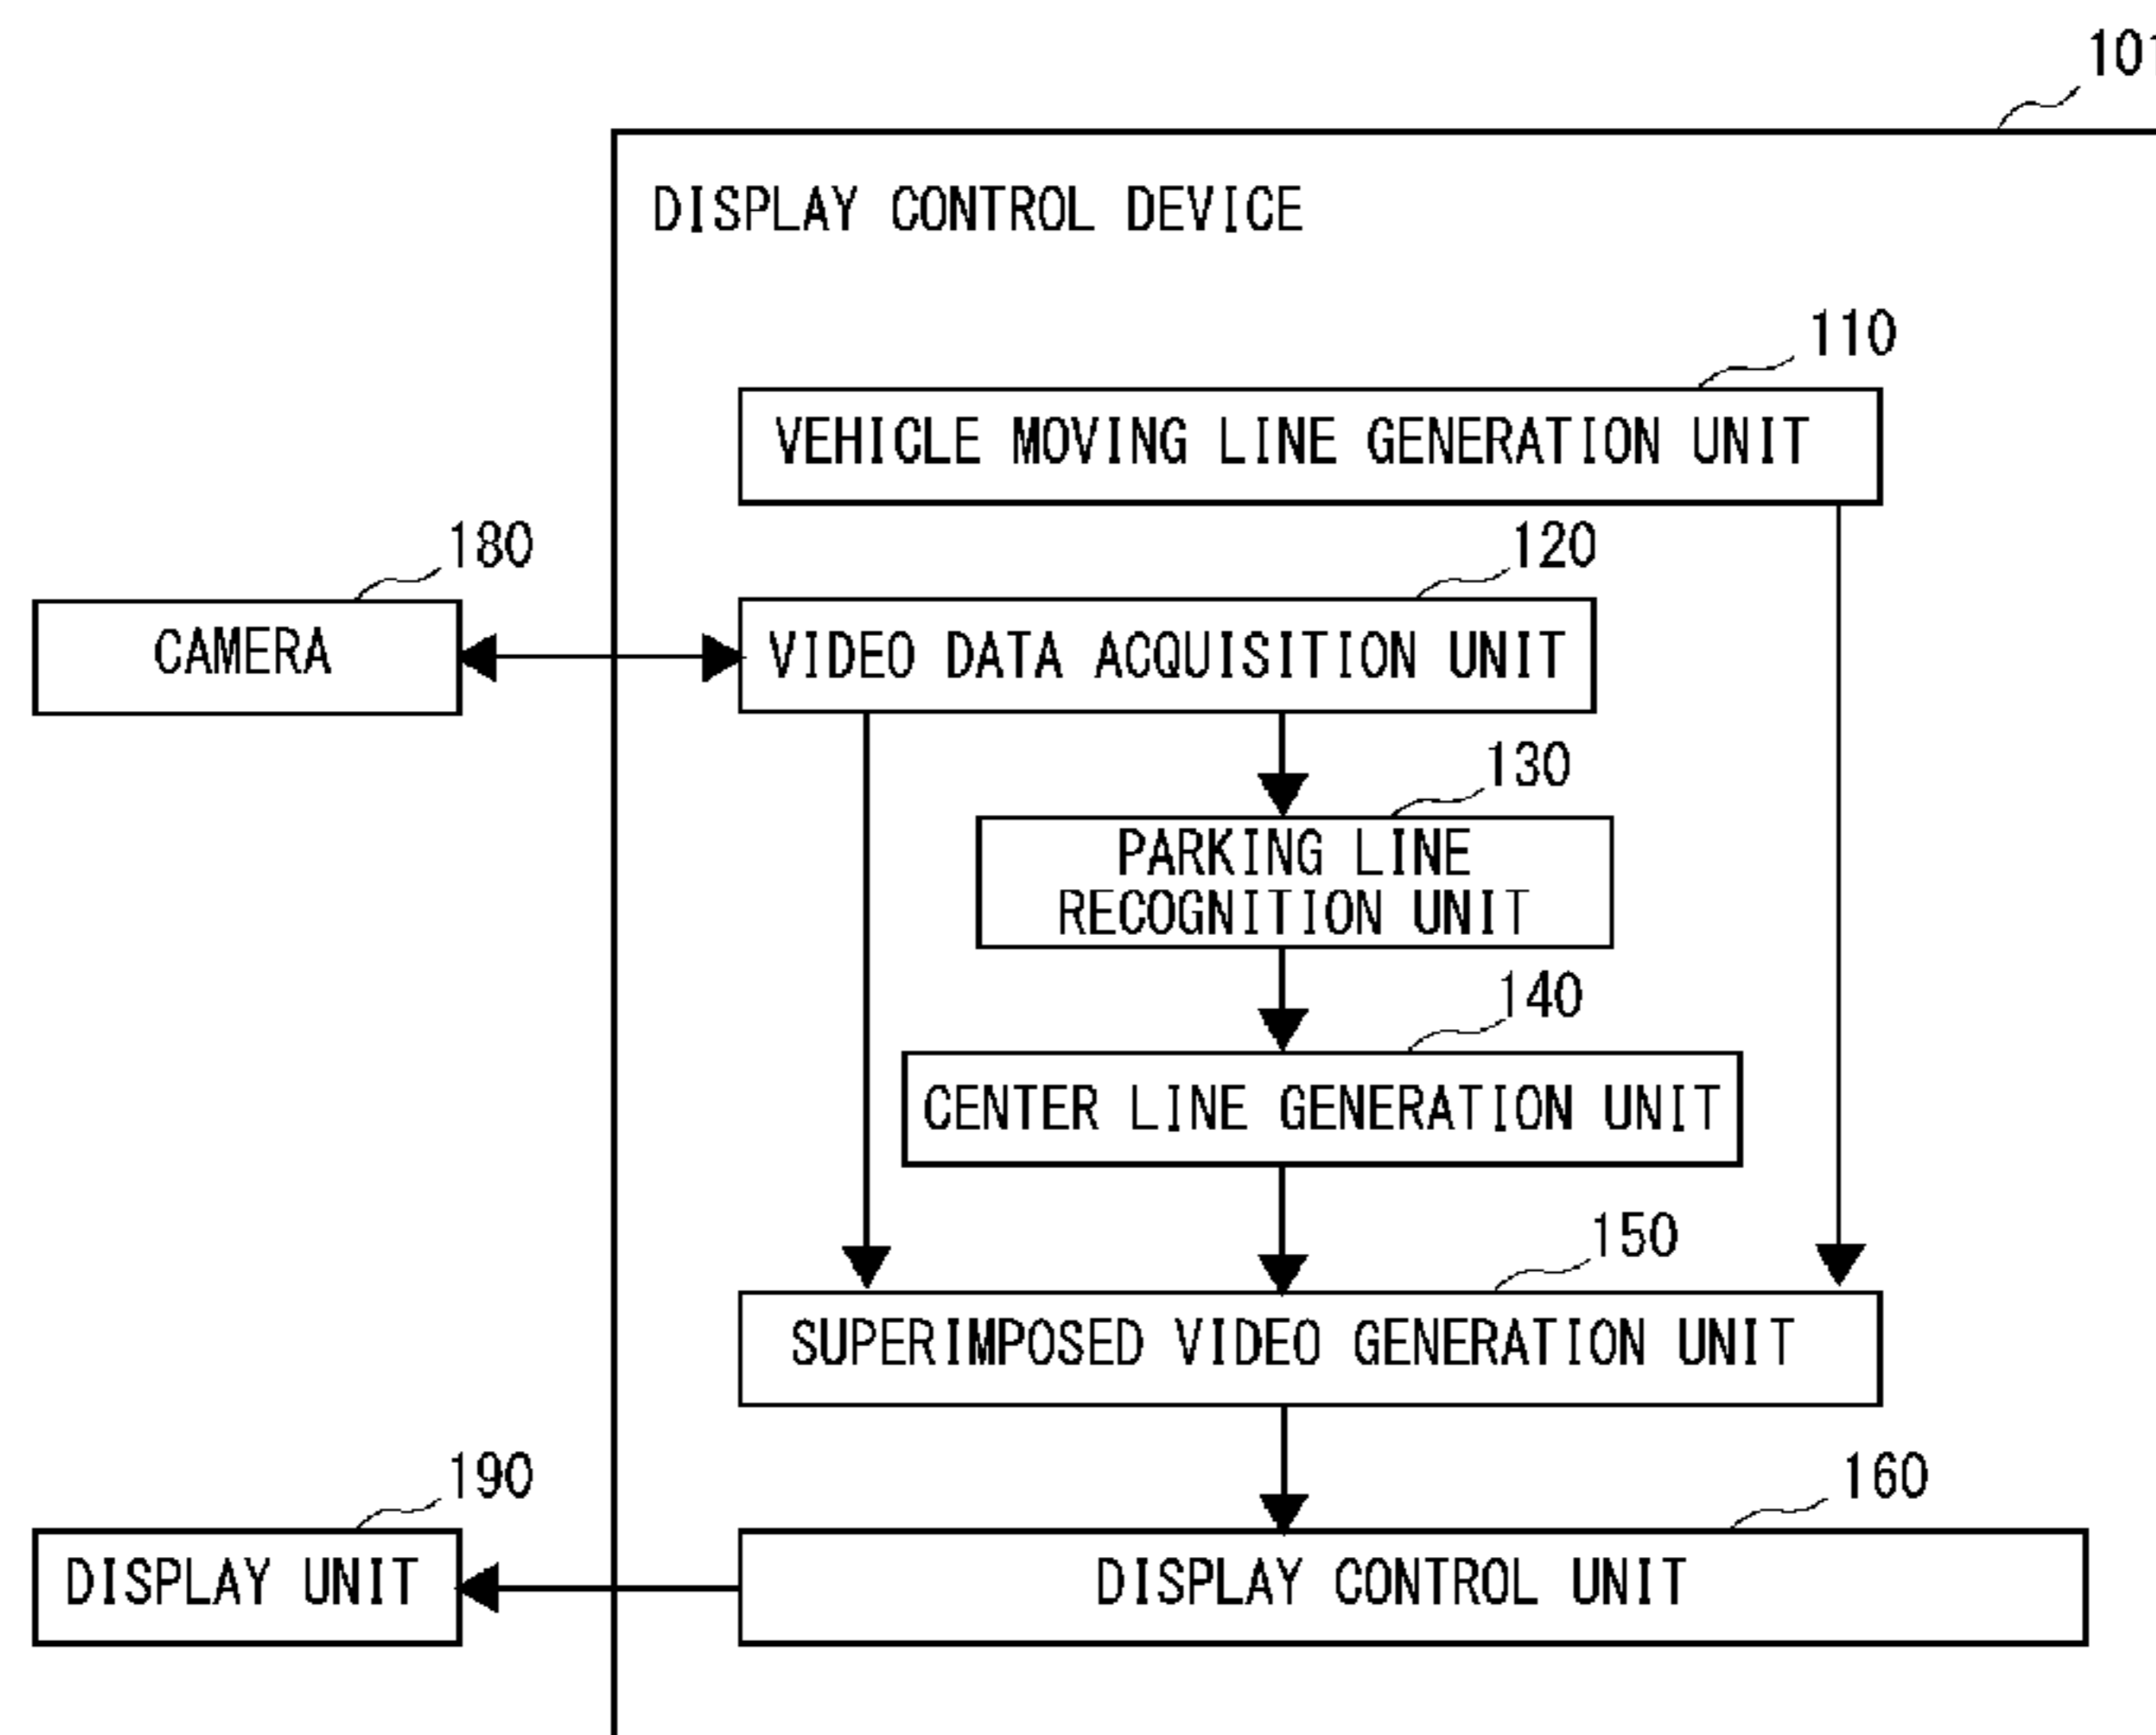 101
DISPLAY CONTROL DEVICE
110
VEHICLE MOVING LINE GENERATION UNIT
180
CAMERA
120
VIDEO DATA ACQUISITION UNIT
130
PARKING LINE
RECOGNITION UNIT
140
CENTER LINE GENERATION UNIT
150
SUPERIMPOSED VIDEO GENERATION UNIT
190
DISPLAY UNIT
160
DISPLAY CONTROL UNIT